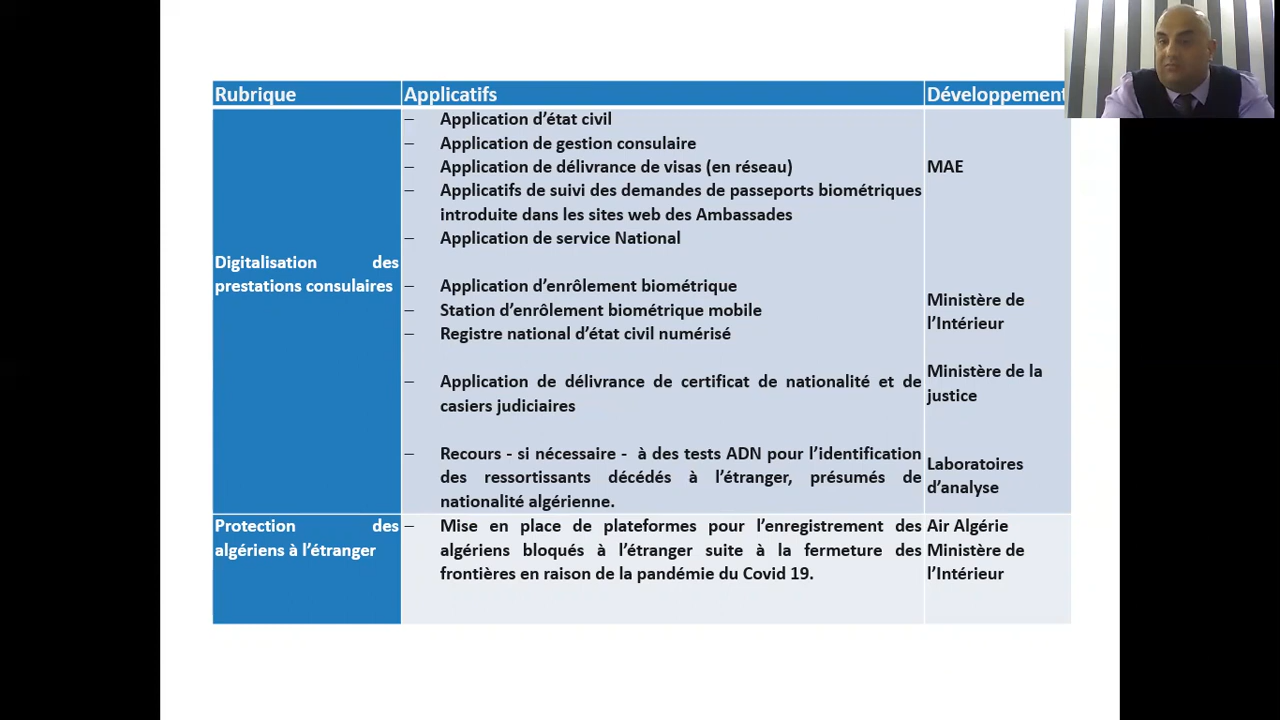 Rubrique Applicatifs Développement
– Application d’état civil
– Application de gestion consulaire
– Application de délivrance de visas (en réseau) MAE
– Applicatifs de suivi des demandes de passeports biométriques
introduite dans les sites web des Ambassades
– Application de service National
Digitalisation des
prestations consulaires
– Application d’enrôlement biométrique
– Station d’enrôlement biométrique mobile
– Registre national d’état civil numérisé
Ministère de
l’Intérieur
– Application de délivrance de certificat de nationalité et de
casiers judiciaires
Ministère de la
justice
– Recours - si nécessaire - à des tests ADN pour l’identification
des ressortissants décédés à l’étranger, présumés de
nationalité algérienne.
Laboratoires
d’analyse
Protection des
algériens à l’étranger
– Mise en place de plateformes pour l’enregistrement des
algériens bloqués à l’étranger suite à la fermeture des
frontières en raison de la pandémie du Covid 19.
Air Algérie
Ministère de
l’Intérieur